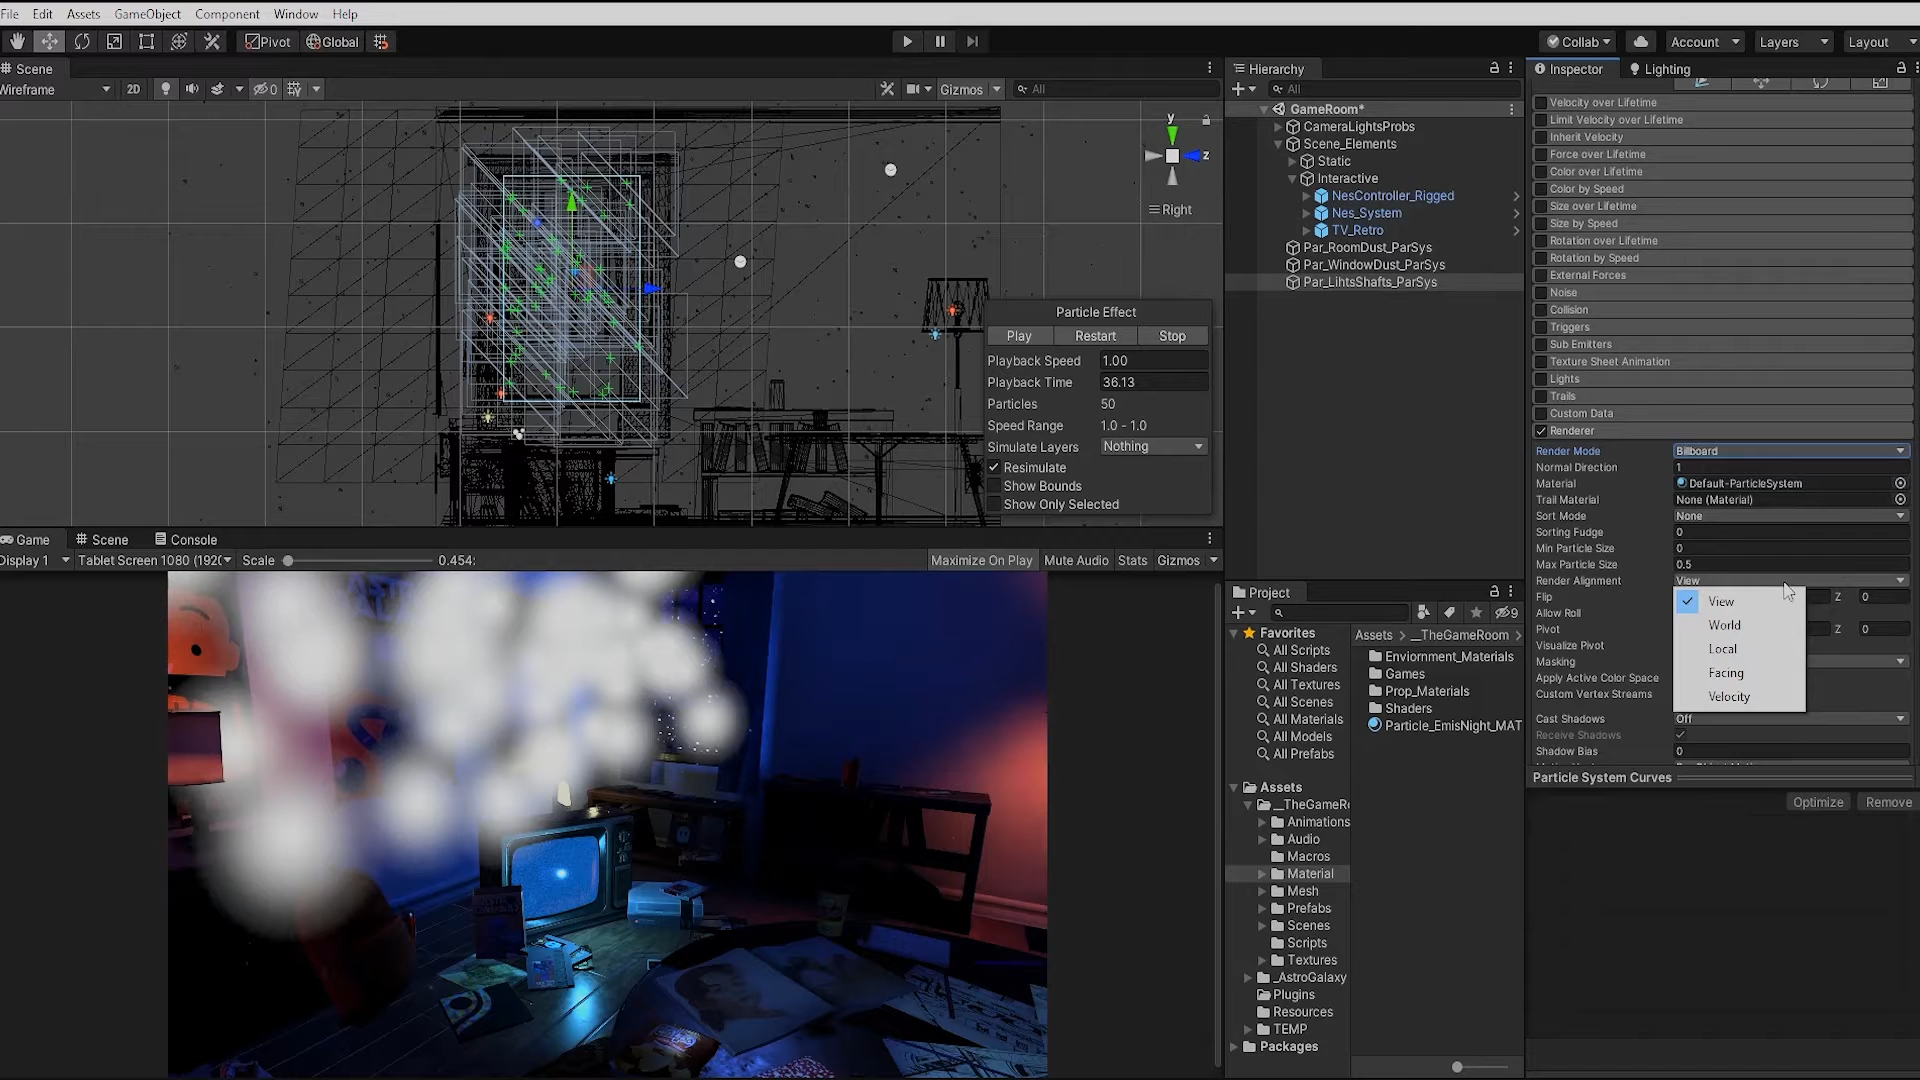 File Edit Assets GameObject Component Window Help
Pivot Global Collab Account Layers Layout
Scene
Wireframe 2D 0 Gizmos All
y
z
Right
Particle Effect
Play Restart Stop
Playback Speed 1.00
Playback Time 36.13
Particles 50
Speed Range 1.0 - 1.0
Simulate Layers Nothing
Resimulate
Show Bounds
Show Only Selected
Game Scene Console
Display 1 Tablet Screen 1080 (192( Scale 0.454: Maximize On Play Mute Audio Stats Gizmos
Hierarchy
All
GameRoom*
CameraLightsProbs
Scene_Elements
Static
Interactive
NesController_Rigged
Nes_System
TV_Retro
Par_RoomDust_ParSys
Par_WindowDust_ParSys
Par_LihtsShafts_ParSys
Project
9
Favorites
All Scripts
All Shaders
All Textures
All Scenes
All Materials
All Models
All Prefabs
Assets
__TheGameRo
Animations
Audio
Macros
Material
Mesh
Prefabs
Scenes
Scripts
Textures
_AstroGalaxy
Plugins
Resources
TEMP
Packages
Assets > __TheGameRoom >
Enviornment_Materials
Games
Prop_Materials
Shaders
Particle_EmisNight_MAT
Inspector Lighting
Velocity over Lifetime
Limit Velocity over Lifetime
Inherit Velocity
Force over Lifetime
Color over Lifetime
Color by Speed
Size over Lifetime
Size by Speed
Rotation over Lifetime
Rotation by Speed
External Forces
Noise
Collision
Triggers
Sub Emitters
Texture Sheet Animation
Lights
Trails
Custom Data
Renderer
Render Mode Billboard
Normal Direction 1
Material Default-ParticleSystem
Trail Material None (Material)
Sort Mode None
Sorting Fudge 0
Min Particle Size 0
Max Particle Size 0.5
Render Alignment View
Flip Z 0
Allow Roll
Pivot Z 0
Visualize Pivot
Masking
Apply Active Color Space
Custom Vertex Streams
View
World
Local
Facing
Velocity
Cast Shadows Off
Receive Shadows
Shadow Bias 0
Particle System Curves
Optimize Remove